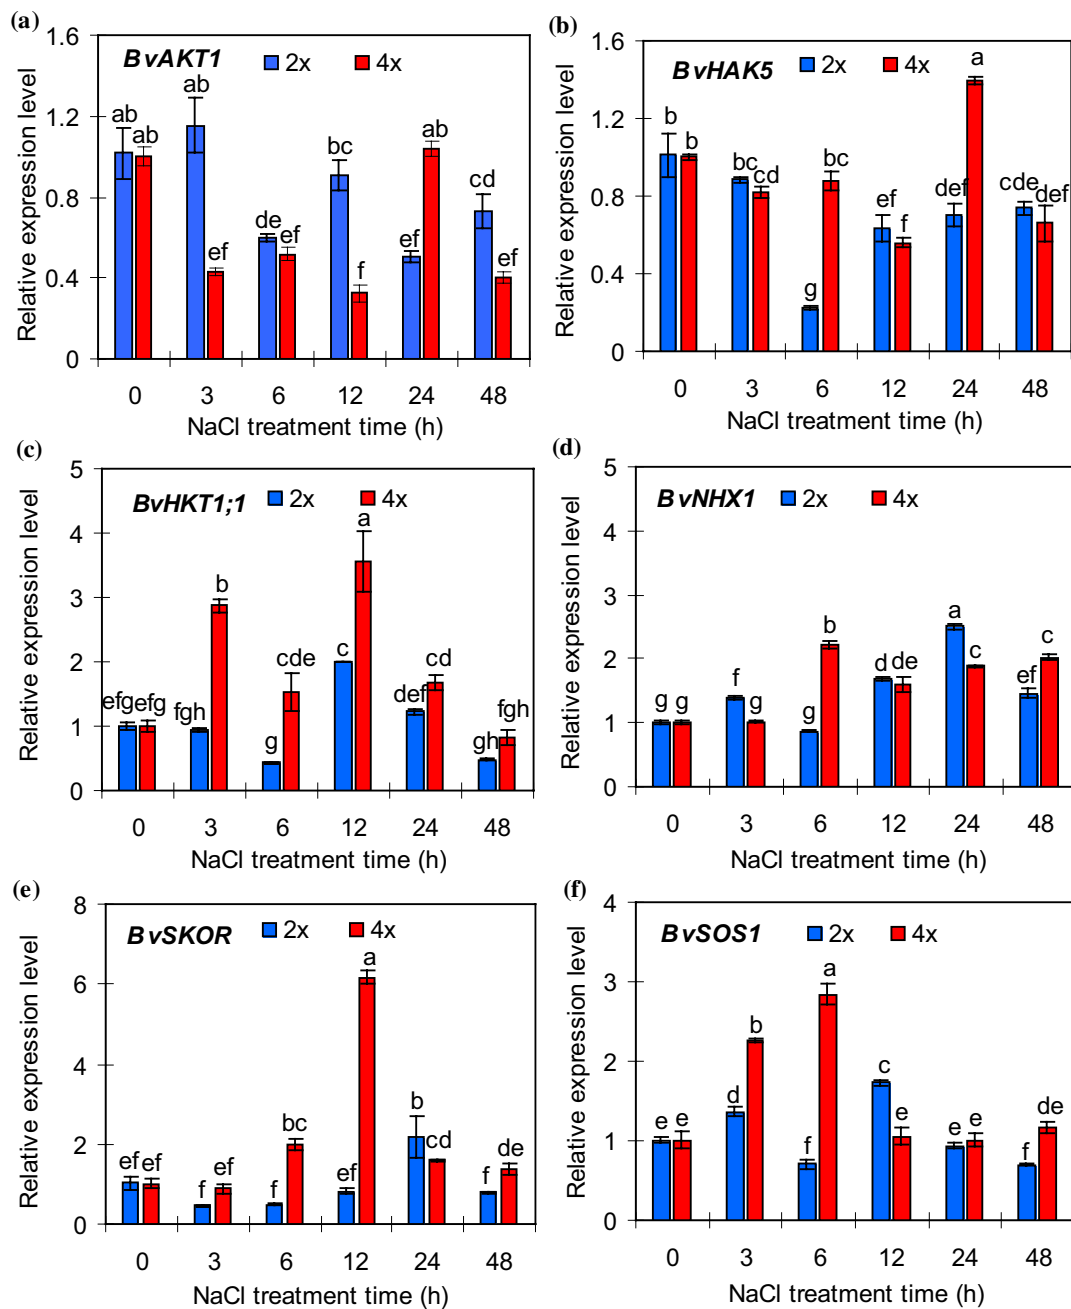 (a)
BvAKT1 2x 4x
Relative expression level
1.6
1.2
0.8
0.4
0
ab ab ab ef de ef bc f ef ab cd ef
0 3 6 12 24 48
NaCl treatment time (h)
(b)
BvHAK5 2x 4x
Relative expression level
1.6
1.2
0.8
0.4
0
b b bc cd g bc ef f def a cde def
0 3 6 12 24 48
NaCl treatment time (h)
(c)
BvHKT1;1 2x 4x
Relative expression level
5
4
3
2
1
0
efg efg fgh b g cde c a def cd gh fgh
0 3 6 12 24 48
NaCl treatment time (h)
(d)
BvNHX1 2x 4x
Relative expression level
5
4
3
2
1
0
g g f g g b d de a c ef c
0 3 6 12 24 48
NaCl treatment time (h)
(e)
BvSKOR 2x 4x
Relative expression level
8
6
4
2
0
ef ef f ef f bc ef a b cd f de
0 3 6 12 24 48
NaCl treatment time (h)
(f)
BvSOS1 2x 4x
Relative expression level
4
3
2
1
0
e e d b f a c e e e f de
0 3 6 12 24 48
NaCl treatment time (h)